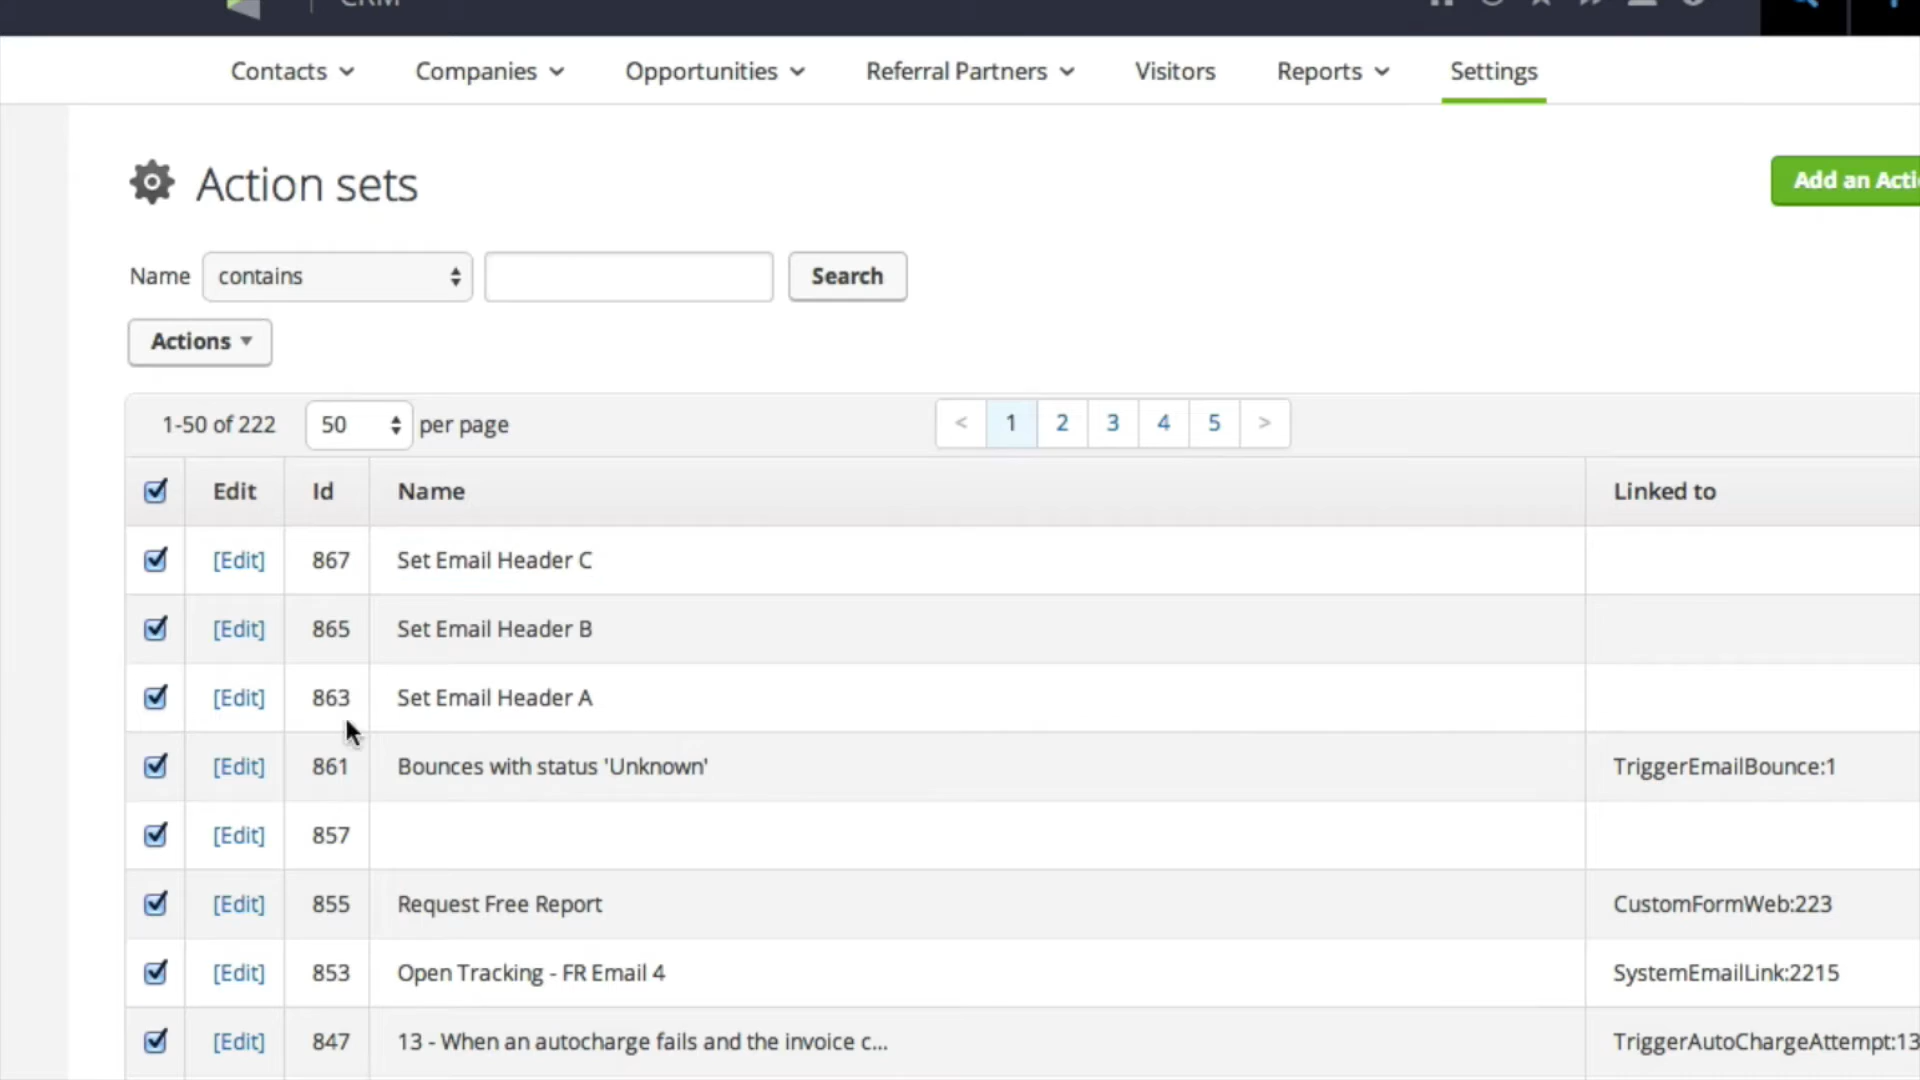 CRM
Contacts Companies Opportunities Referral Partners Visitors Reports Settings
Action sets
Add an Acti
Name contains Search
Actions
1-50 of 222 50 per page < 1 2 3 4 5 >
Edit Id Name Linked to
[Edit] 867 Set Email Header C
[Edit] 865 Set Email Header B
[Edit] 863 Set Email Header A
[Edit] 861 Bounces with status 'Unknown' TriggerEmailBounce:1
[Edit] 857
[Edit] 855 Request Free Report CustomFormWeb:223
[Edit] 853 Open Tracking - FR Email 4 SystemEmailLink:2215
[Edit] 847 13 - When an autocharge fails and the invoice c... TriggerAutoChargeAttempt:13